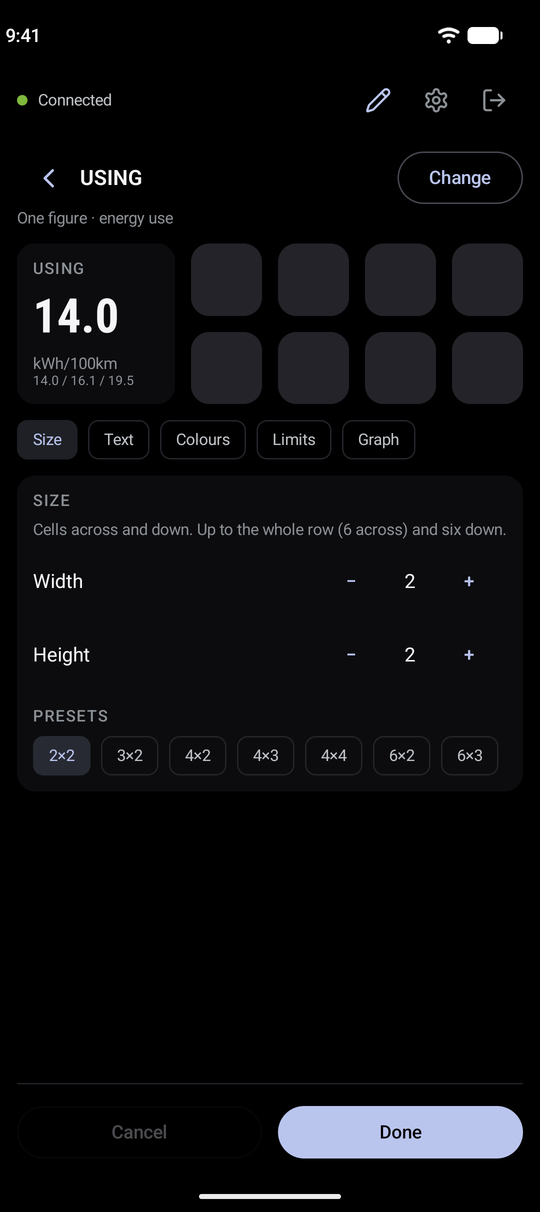 9:41
Connected
USING
Change
One figure · energy use
USING
14.0
kWh/100km
14.0 / 16.1 / 19.5
Size Text Colours Limits Graph
SIZE
Cells across and down. Up to the whole row (6 across) and six down.
Width − 2 +
Height − 2 +
PRESETS
2×2 3×2 4×2 4×3 4×4 6×2 6×3
Cancel Done